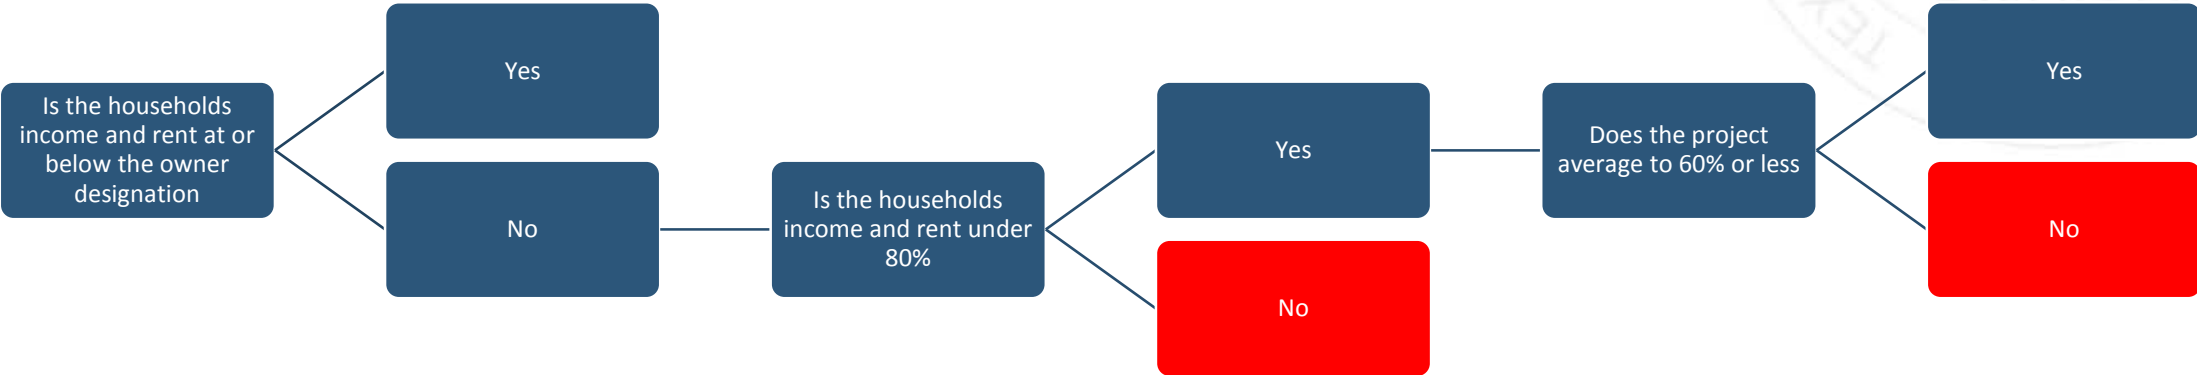 Is the households
income and rent at or
below the owner
designation
Yes
No
Is the households
income and rent under
80%
Yes
No
Does the project
average to 60% or less
Yes
No